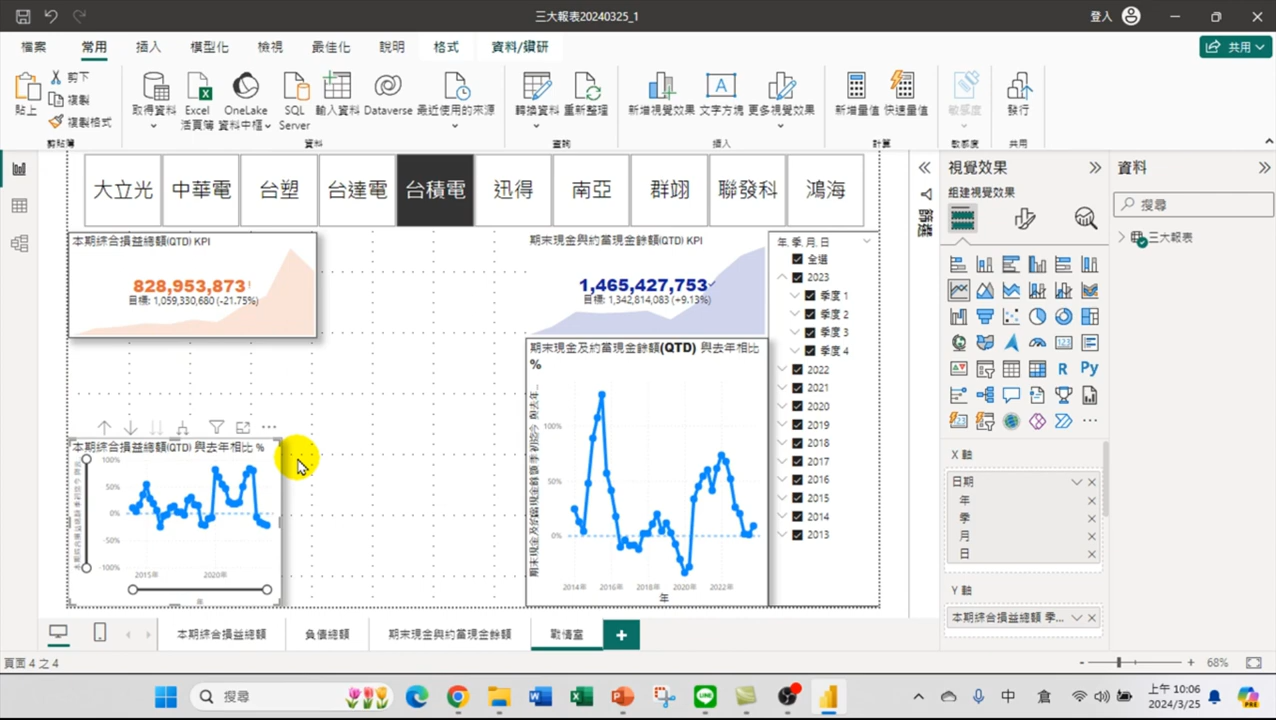 三大報表20240325_1
登入
檔案 常用 插入 模型化 檢視 最佳化 說明 格式 資料/鑽研 共用
貼上 剪下 複製 複製格式
取得資料 Excel 活頁簿 OneLake 資料中樞 SQL Server 輸入資料 Dataverse 最近使用的來源
轉換資料 重新整理 新增視覺效果 文字方塊 更多視覺效果 新增量值 快速量值 敏感度 發行
剪貼簿 資料 查詢 插入 計算 敏感度 共用
大立光 中華電 台塑 台達電 台積電 迅得 南亞 群翊 聯發科 鴻海
本期綜合損益總額(QTD) KPI
828,953,873!
目標: 1,059,330,680 (-21.75%)
期末現金與約當現金餘額(QTD) KPI
1,465,427,753✓
目標: 1,342,814,083 (+9.13%)
年, 季, 月, 日
全選
2023
季度 1
季度 2
季度 3
季度 4
2022
2021
2020
2019
2018
2017
2016
2015
2014
2013
本期綜合損益總額(QTD) 與去年相比 %
100%
50%
0%
-50%
-100%
2015年 2020年
年
期末現金及約當現金餘額(QTD) 與去年相比
%
100%
50%
0%
2014年 2016年 2018年 2020年 2022年
年
篩選
視覺效果
組建視覺效果
X 軸
日期
年
季
月
日
Y 軸
本期綜合損益總額 季...
資料
搜尋
三大報表
本期綜合損益總額 負債總額 期末現金與約當現金餘額 戰情室
頁面 4 之 4
68%
搜尋
中
上午 10:06
2024/3/25